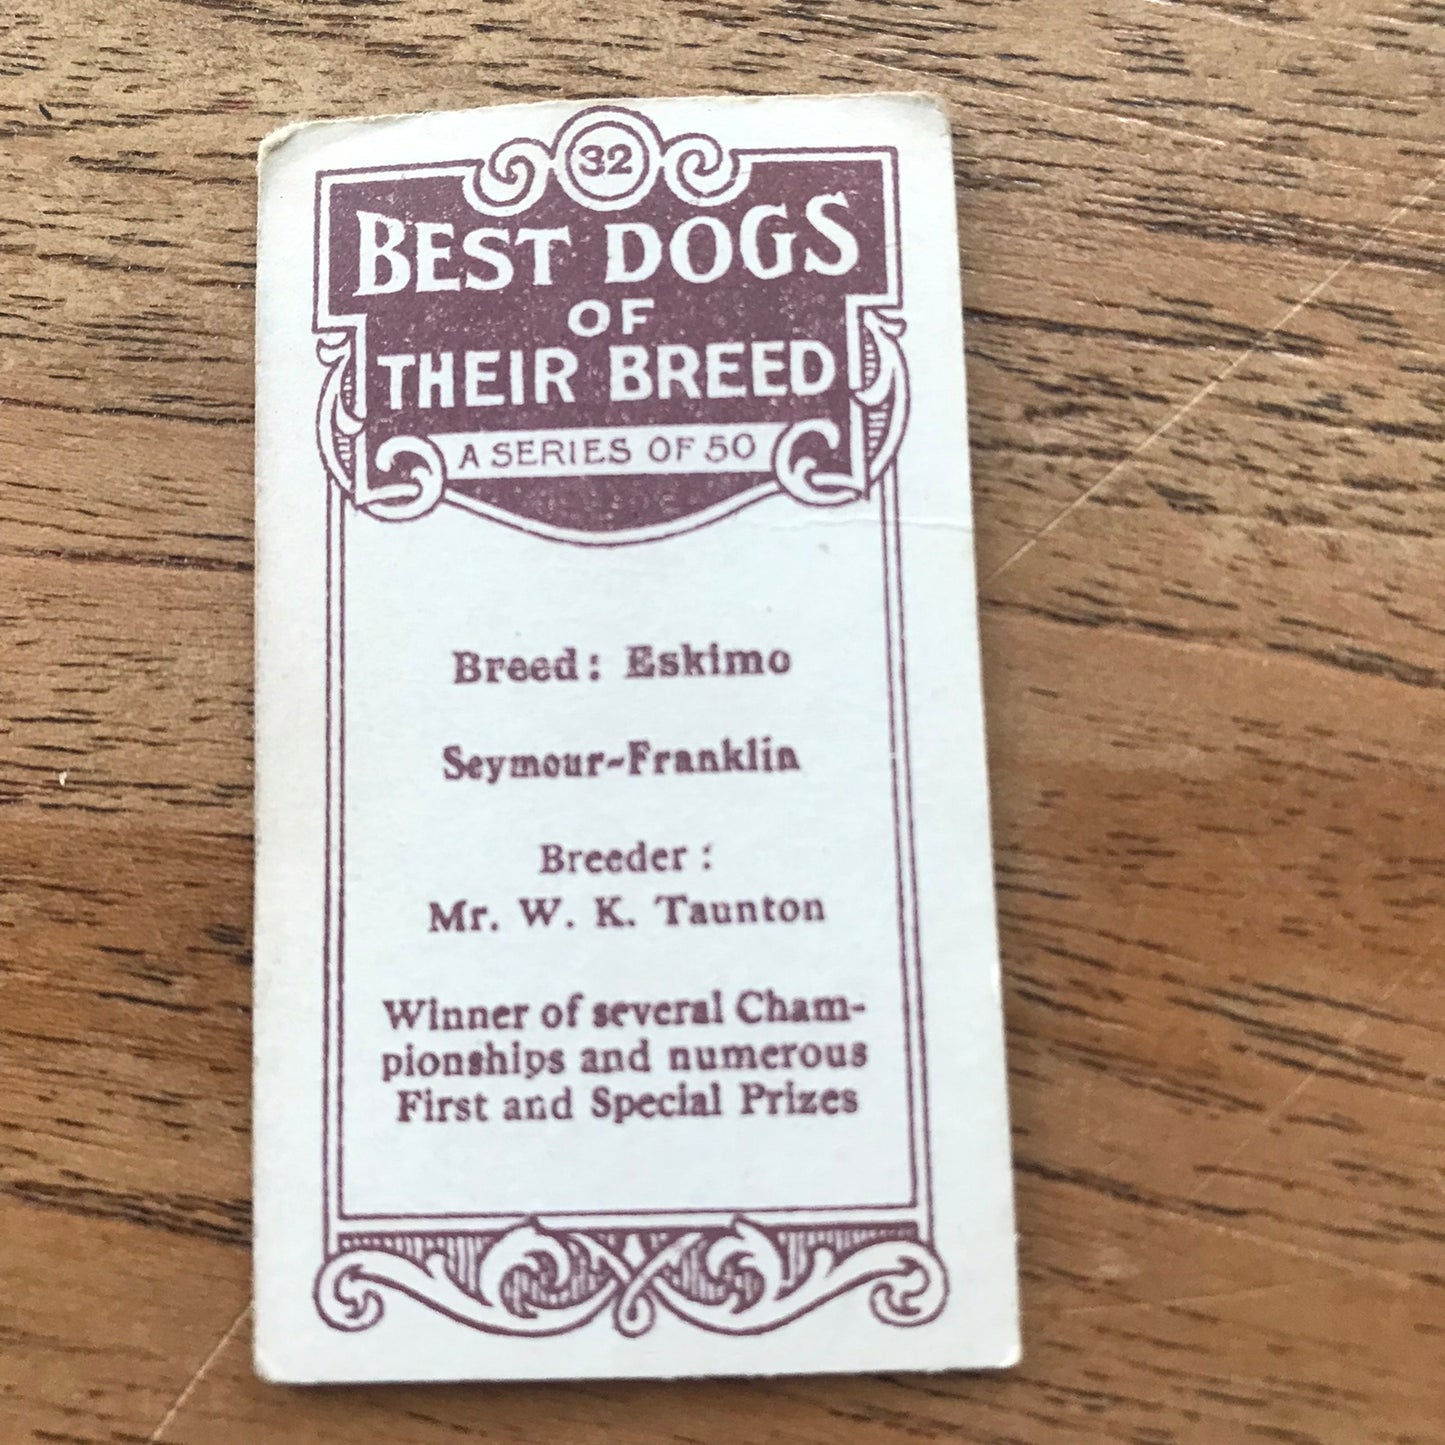 32
BEST DOGS
OF
THEIR BREED
A SERIES OF 50
Breed: Eskimo
Seymour-Franklin
Breeder:
Mr. W. K. Taunton
Winner of several Cham-
pionships and numerous
First and Special Prizes